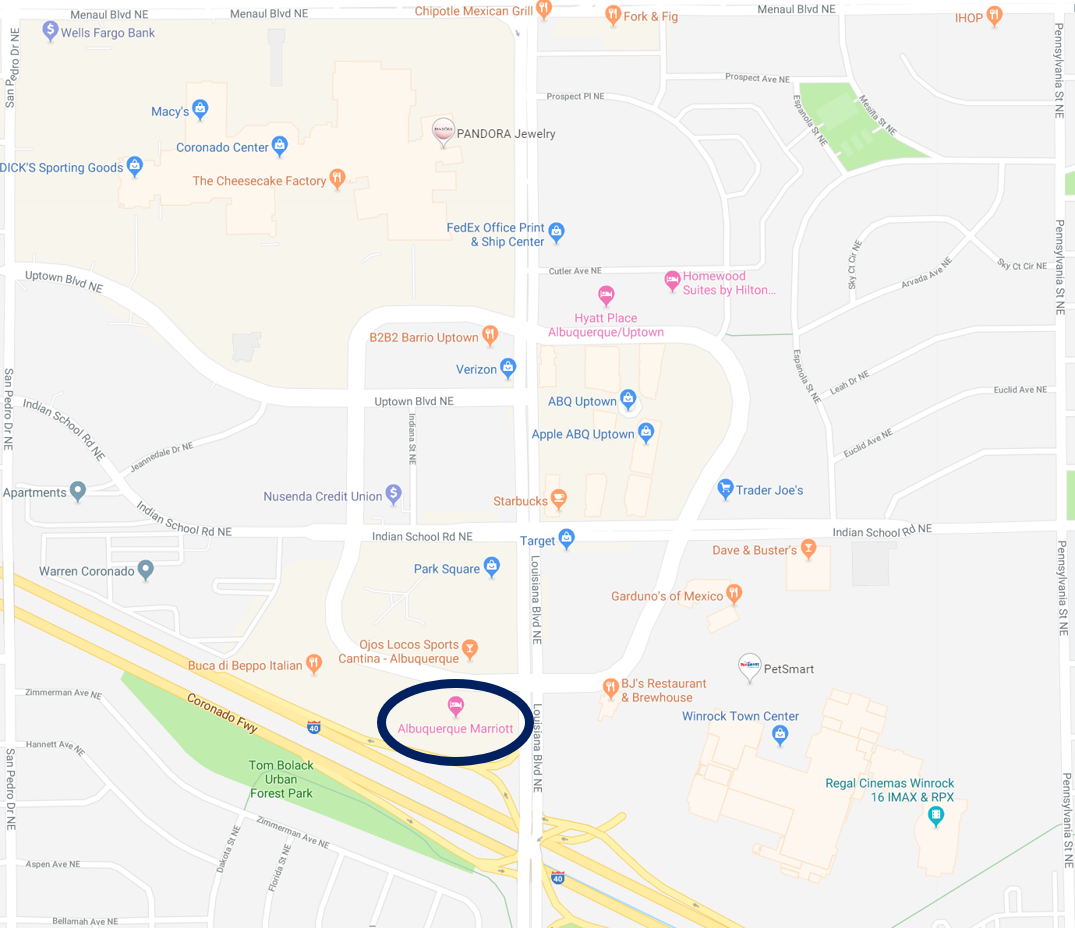 Menaul Blvd NE
Menaul Blvd NE
Chipotle Mexican Grill
Fork & Fig
Menaul Blvd NE
IHOP
San Pedro Dr NE
Wells Fargo Bank
Pennsylvania St NE
Prospect Ave NE
Prospect Pl NE
Espanola St NE
Mesilla St NE
Macy's
PANDORA Jewelry
Coronado Center
DICK'S Sporting Goods
The Cheesecake Factory
FedEx Office Print
& Ship Center
Pennsylvania St NE
Sky Ct Cir NE
Arvada Ave NE
Sky Ct Cir NE
Cutler Ave NE
Homewood
Suites by Hilton...
Uptown Blvd NE
Hyatt Place
Albuquerque/Uptown
B2B2 Barrio Uptown
Verizon
Espanola St NE
Leah Dr NE
Euclid Ave NE
San Pedro Dr NE
Uptown Blvd NE
ABQ Uptown
Indian School Rd NE
Indiana St NE
Apple ABQ Uptown
Euclid Ave NE
Jeannedale Dr NE
Apartments
Nusenda Credit Union
Starbucks
Trader Joe's
Indian School Rd NE
Indian School Rd NE
Indian School Rd NE
Target
Dave & Buster's
Warren Coronado
Park Square
Louisiana Blvd NE
Pennsylvania St NE
Garduno's of Mexico
Ojos Locos Sports
Cantina - Albuquerque
Buca di Beppo Italian
PetSmart
BJ's Restaurant
& Brewhouse
Zimmerman Ave NE
Coronado Fwy
40
Albuquerque Marriott
Louisiana Blvd NE
Winrock Town Center
Hannett Ave NE
San Pedro Dr NE
Tom Bolack
Urban
Forest Park
Regal Cinemas Winrock
16 IMAX & RPX
Pennsylvania St NE
Zimmerman Ave NE
Dakota St NE
Florida St NE
Aspen Ave NE
40
Bellamah Ave NE